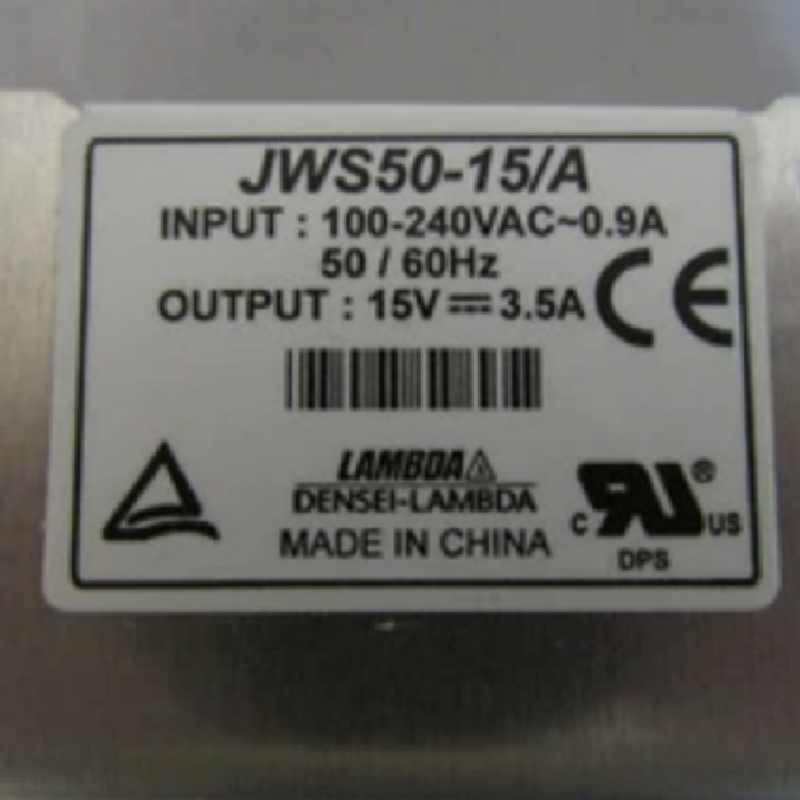 JWS50-15/A
INPUT : 100-240VAC~0.9A
50 / 60Hz
OUTPUT : 15V ⎓ 3.5A
CE
LAMBDA
DENSEI-LAMBDA
MADE IN CHINA
C RU ® US
DPS